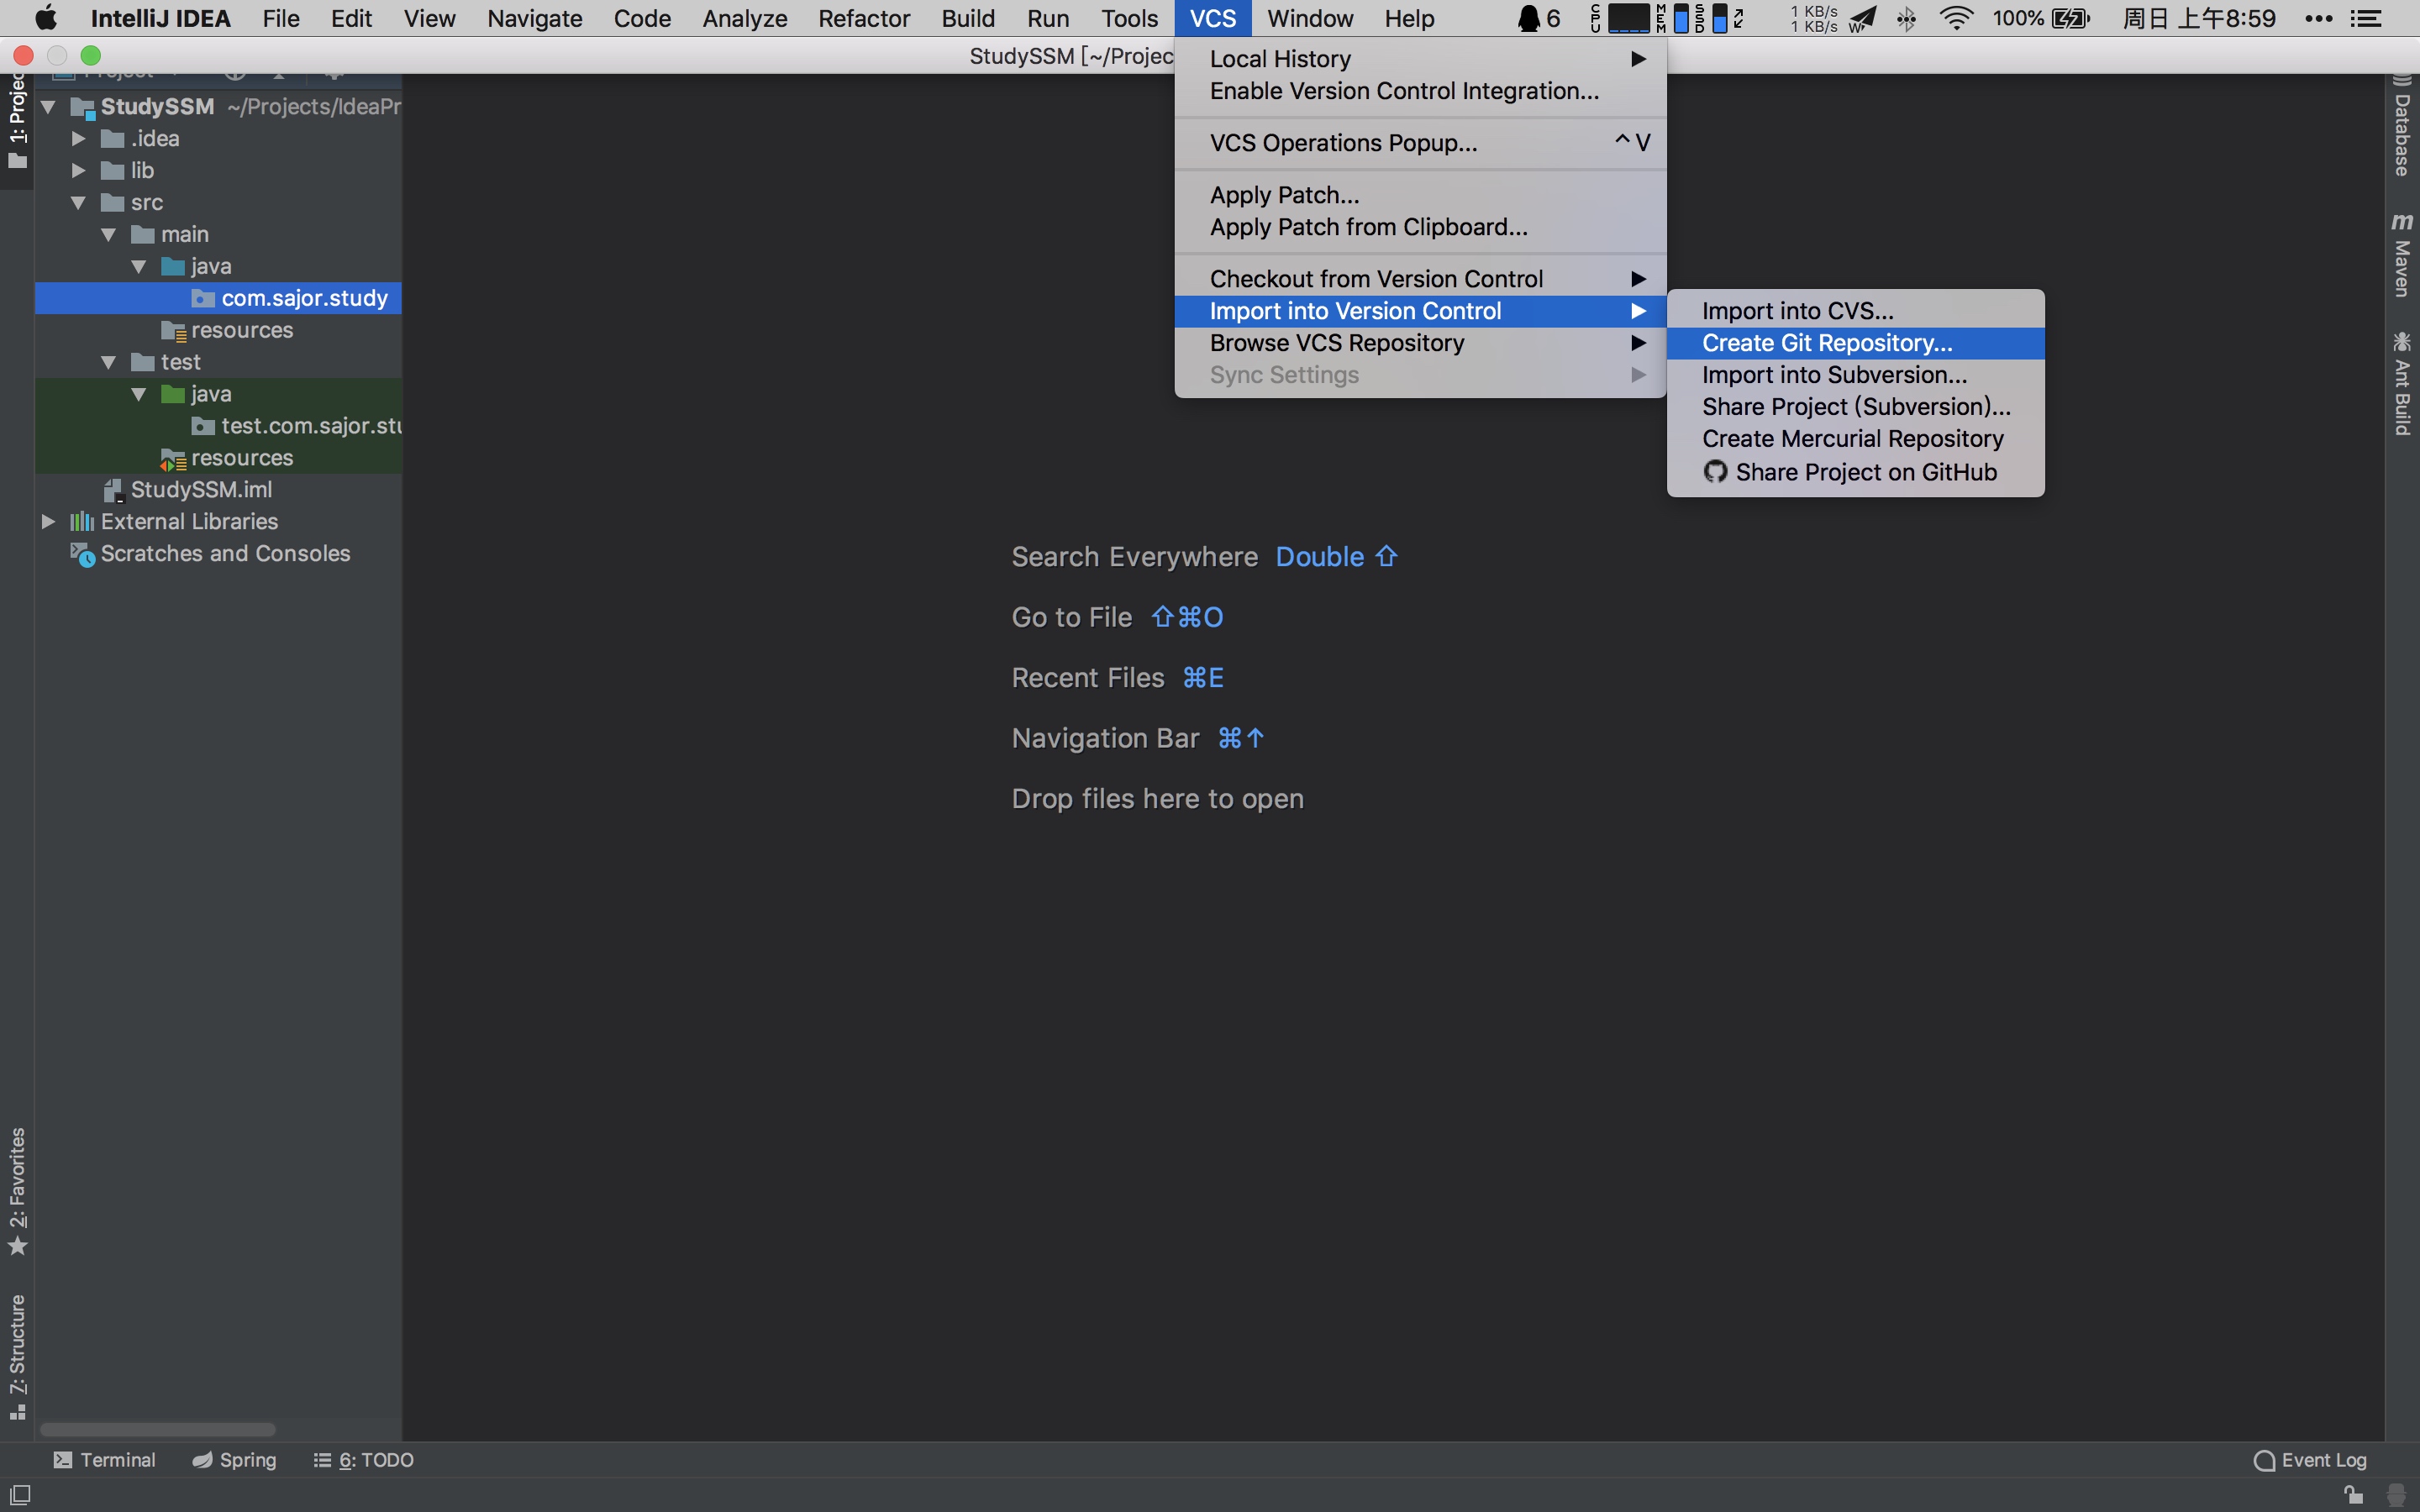 IntelliJ IDEA File Edit View Navigate Code Analyze Refactor Build Run Tools VCS Window Help 6 CPU MEM SSD 1 KB/s 1 KB/s W 100% 周日 上午8:59
StudySSM [~/Projec
Project
1: Projec
StudySSM ~/Projects/IdeaPr
.idea
lib
src
main
java
com.sajor.study
resources
test
java
test.com.sajor.stu
resources
StudySSM.iml
External Libraries
Scratches and Consoles
Local History
Enable Version Control Integration...
VCS Operations Popup... ^ V
Apply Patch...
Apply Patch from Clipboard...
Checkout from Version Control
Import into Version Control
Browse VCS Repository
Sync Settings
Import into CVS...
Create Git Repository...
Import into Subversion...
Share Project (Subversion)...
Create Mercurial Repository
Share Project on GitHub
Search Everywhere Double ⇧
Go to File ⇧⌘O
Recent Files ⌘E
Navigation Bar ⌘↑
Drop files here to open
Database
m Maven
Ant Build
2: Favorites
7: Structure
Terminal Spring 6: TODO Event Log